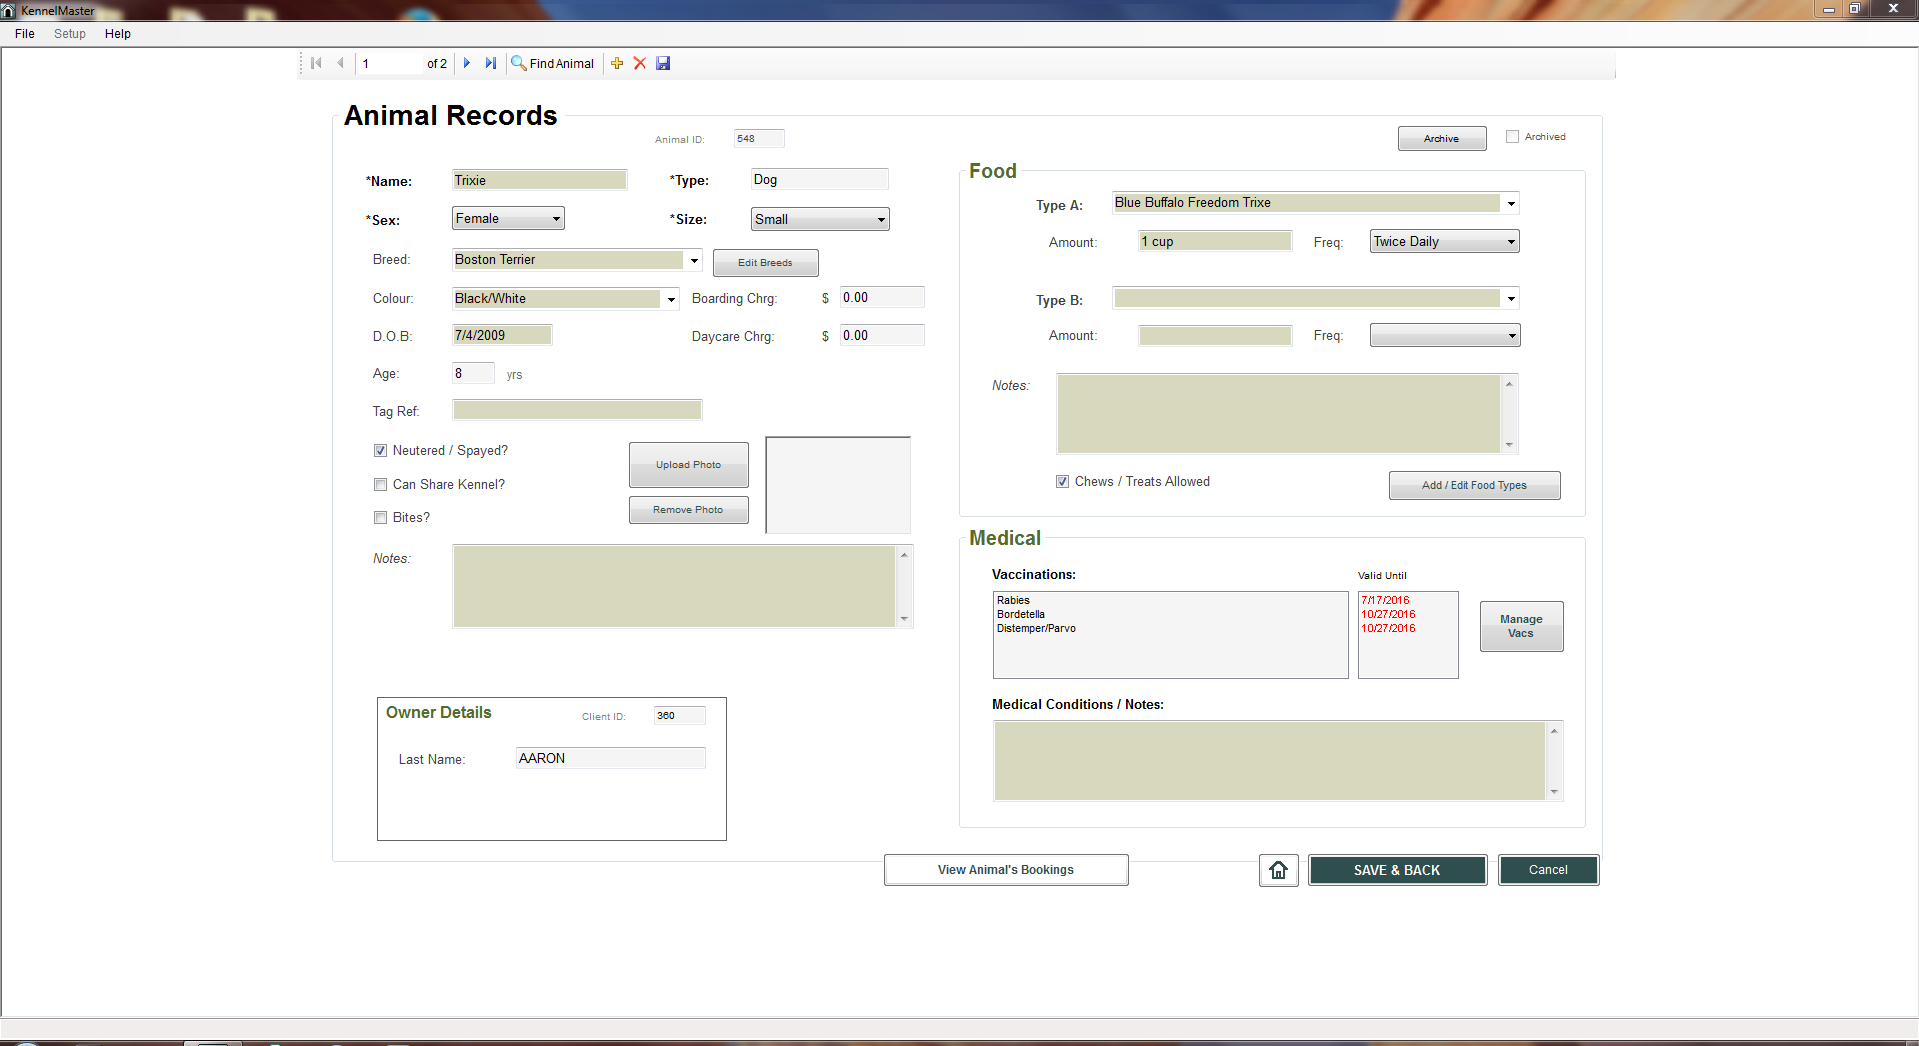 KennelMaster
File Setup Help
1 of 2 Find Animal
Animal Records
Animal ID: 548
Archive Archived
*Name: Trixie *Type: Dog
*Sex: Female *Size: Small
Breed: Boston Terrier Edit Breeds
Colour: Black/White Boarding Chrg: $ 0.00
D.O.B: 7/4/2009 Daycare Chrg: $ 0.00
Age: 8 yrs
Tag Ref:
Neutered / Spayed?
Can Share Kennel?
Bites?
Upload Photo
Remove Photo
Notes:
Owner Details
Client ID: 360
Last Name: AARON
Food
Type A: Blue Buffalo Freedom Trixe
Amount: 1 cup Freq: Twice Daily
Type B:
Amount: Freq:
Notes:
Chews / Treats Allowed
Add / Edit Food Types
Medical
Vaccinations: Valid Until
Rabies 7/17/2016
Bordetella 10/27/2016
Distemper/Parvo 10/27/2016
Manage
Vacs
Medical Conditions / Notes:
View Animal's Bookings
SAVE & BACK
Cancel